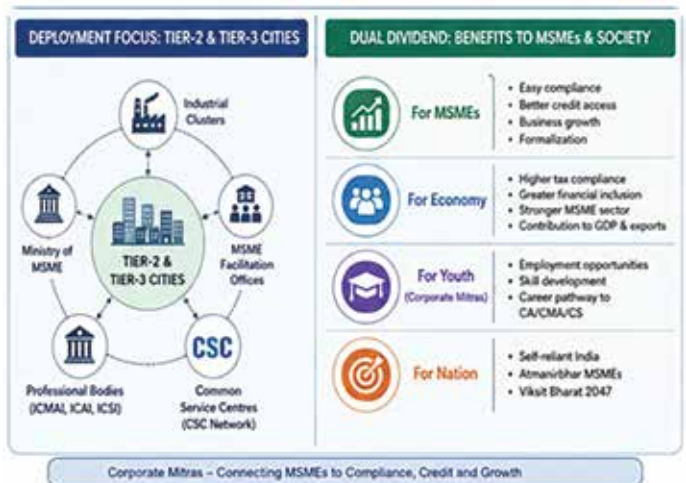 DEPLOYMENT FOCUS: TIER-2 & TIER-3 CITIES
Industrial
Clusters
Ministry of
MSME
TIER-2 &
TIER-3 CITIES
MSME
Facilitation
Offices
Professional Bodies
(ICMAI, ICAI, ICSI)
CSC
Common
Service Centres
(CSC Network)
DUAL DIVIDEND: BENEFITS TO MSMEs & SOCIETY
For MSMEs
• Easy compliance
• Better credit access
• Business growth
• Formalization
For Economy
• Higher tax compliance
• Greater financial inclusion
• Stronger MSME sector
• Contribution to GDP & exports
For Youth
(Corporate Mitras)
• Employment opportunities
• Skill development
• Career pathway to
CA/CMA/CS
For Nation
• Self-reliant India
• Atmanirbhar MSMEs
• Viksit Bharat 2047
Corporate Mitras – Connecting MSMEs to Compliance, Credit and Growth